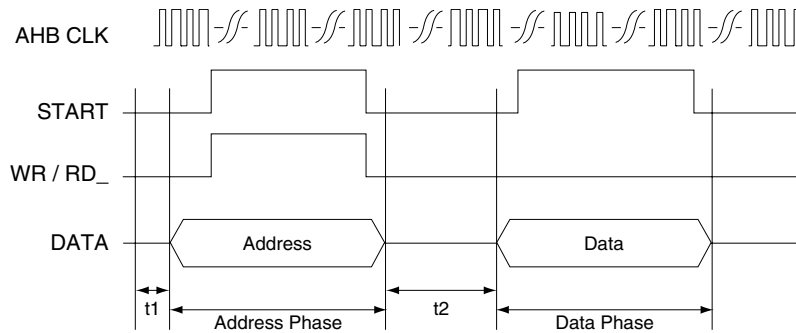 AHB CLK
START
WR / RD_
DATA
Address
Data
t1
Address Phase
t2
Data Phase